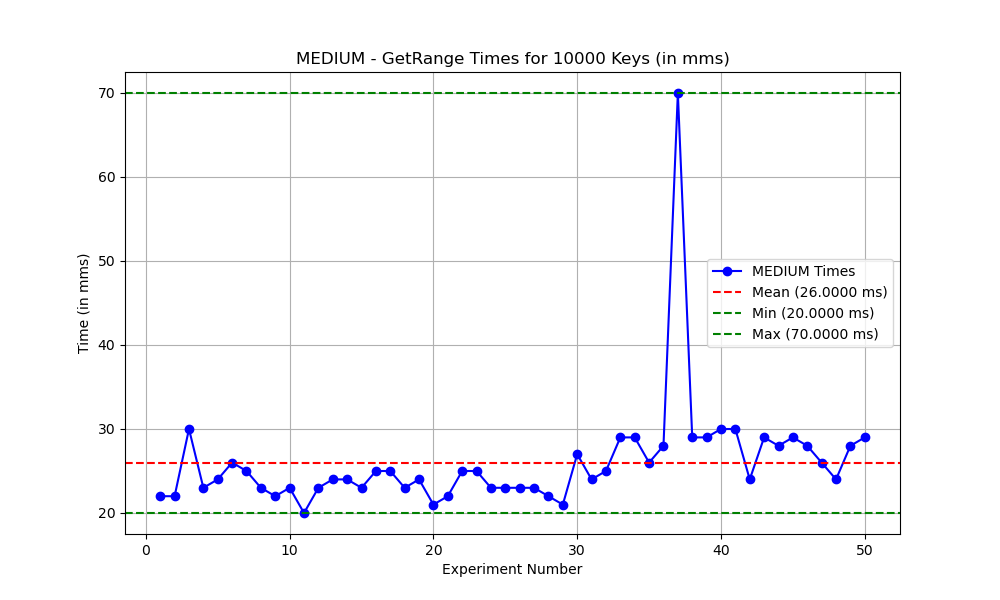 MEDIUM - GetRange Times for 10000 Keys (in mms)
Time (in mms)
70
60
50
40
30
20
MEDIUM Times
Mean (26.0000 ms)
Min (20.0000 ms)
Max (70.0000 ms)
0 10 20 30 40 50
Experiment Number